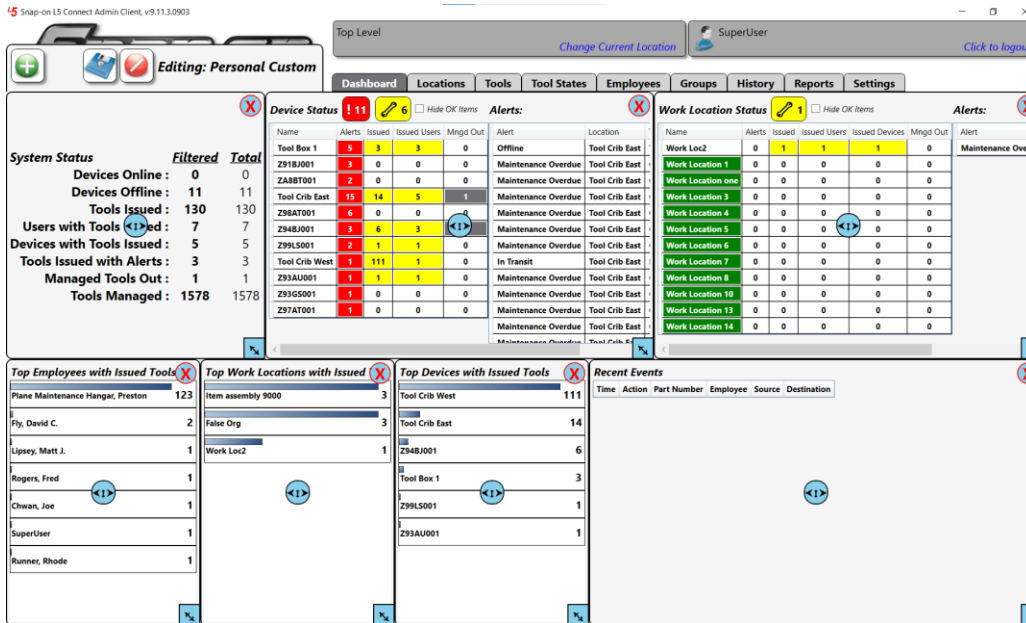 L5 Snap-on L5 Connect Admin Client, v:9.11.3.0903
Top Level
Change Current Location
SuperUser
Click to logou
Editing: Personal Custom
Dashboard Locations Tools Tool States Employees Groups History Reports Settings
System Status Filtered Total
Devices Online : 0 0
Devices Offline : 11 11
Tools Issued : 130 130
Users with Tools ed : 7 7
Devices with Tools Issued : 5 5
Tools Issued with Alerts : 3 3
Managed Tools Out : 1 1
Tools Managed : 1578 1578
Device Status ! 11 6 Hide OK Items Alerts:
Name Alerts Issued Issued Users Mngd Out
Tool Box 1 5 3 3 0
Z91BJ001 3 0 0 0
ZA8BT001 2 0 0 0
Tool Crib East 15 14 5 1
Z98AT001 6 0 0 0
Z94BJ001 3 6 3
Z99LS001 2 1 1 0
Tool Crib West 1 111 1 0
Z93AU001 1 1 1 0
Z93GS001 1 0 0 0
Z97AT001 1 0 0 0
Alert Location
Offline Tool Crib East
Maintenance Overdue Tool Crib East
Maintenance Overdue Tool Crib East
Maintenance Overdue Tool Crib East
Maintenance Overdue Tool Crib East
Maintenance Overdue Tool Crib East
Maintenance Overdue Tool Crib East
In Transit Tool Crib East
Maintenance Overdue Tool Crib East
Maintenance Overdue Tool Crib East
Maintenance Overdue Tool Crib East
Maintenance Overdue Tool Crib East
Maintenance Overdue Tool Crib East
Work Location Status 1 Hide OK Items Alerts:
Name Alerts Issued Issued Users Issued Devices Mngd Out
Work Loc2 0 1 1 1 0
Work Location 1 0 0 0 0 0
Work Location one 0 0 0 0 0
Work Location 3 0 0 0 0 0
Work Location 4 0 0 0 0 0
Work Location 5 0 0 0 0 0
Work Location 6 0 0 0 0 0
Work Location 7 0 0 0 0 0
Work Location 8 0 0 0 0 0
Work Location 10 0 0 0 0 0
Work Location 13 0 0 0 0 0
Work Location 14 0 0 0 0 0
Alert
Maintenance Ove
Top Employees with Issued Tools
Plane Maintenance Hangar, Preston 123
Fly, David C. 2
Lipsey, Matt J. 1
Rogers, Fred 1
Chwan, Joe 1
SuperUser 1
Runner, Rhode 1
Top Work Locations with Issued
Item assembly 9000 3
False Org 3
Work Loc2 1
Top Devices with Issued Tools
Tool Crib West 111
Tool Crib East 14
Z94BJ001 6
Tool Box 1 3
Z99LS001 1
Z93AU001 1
Recent Events
Time Action Part Number Employee Source Destination